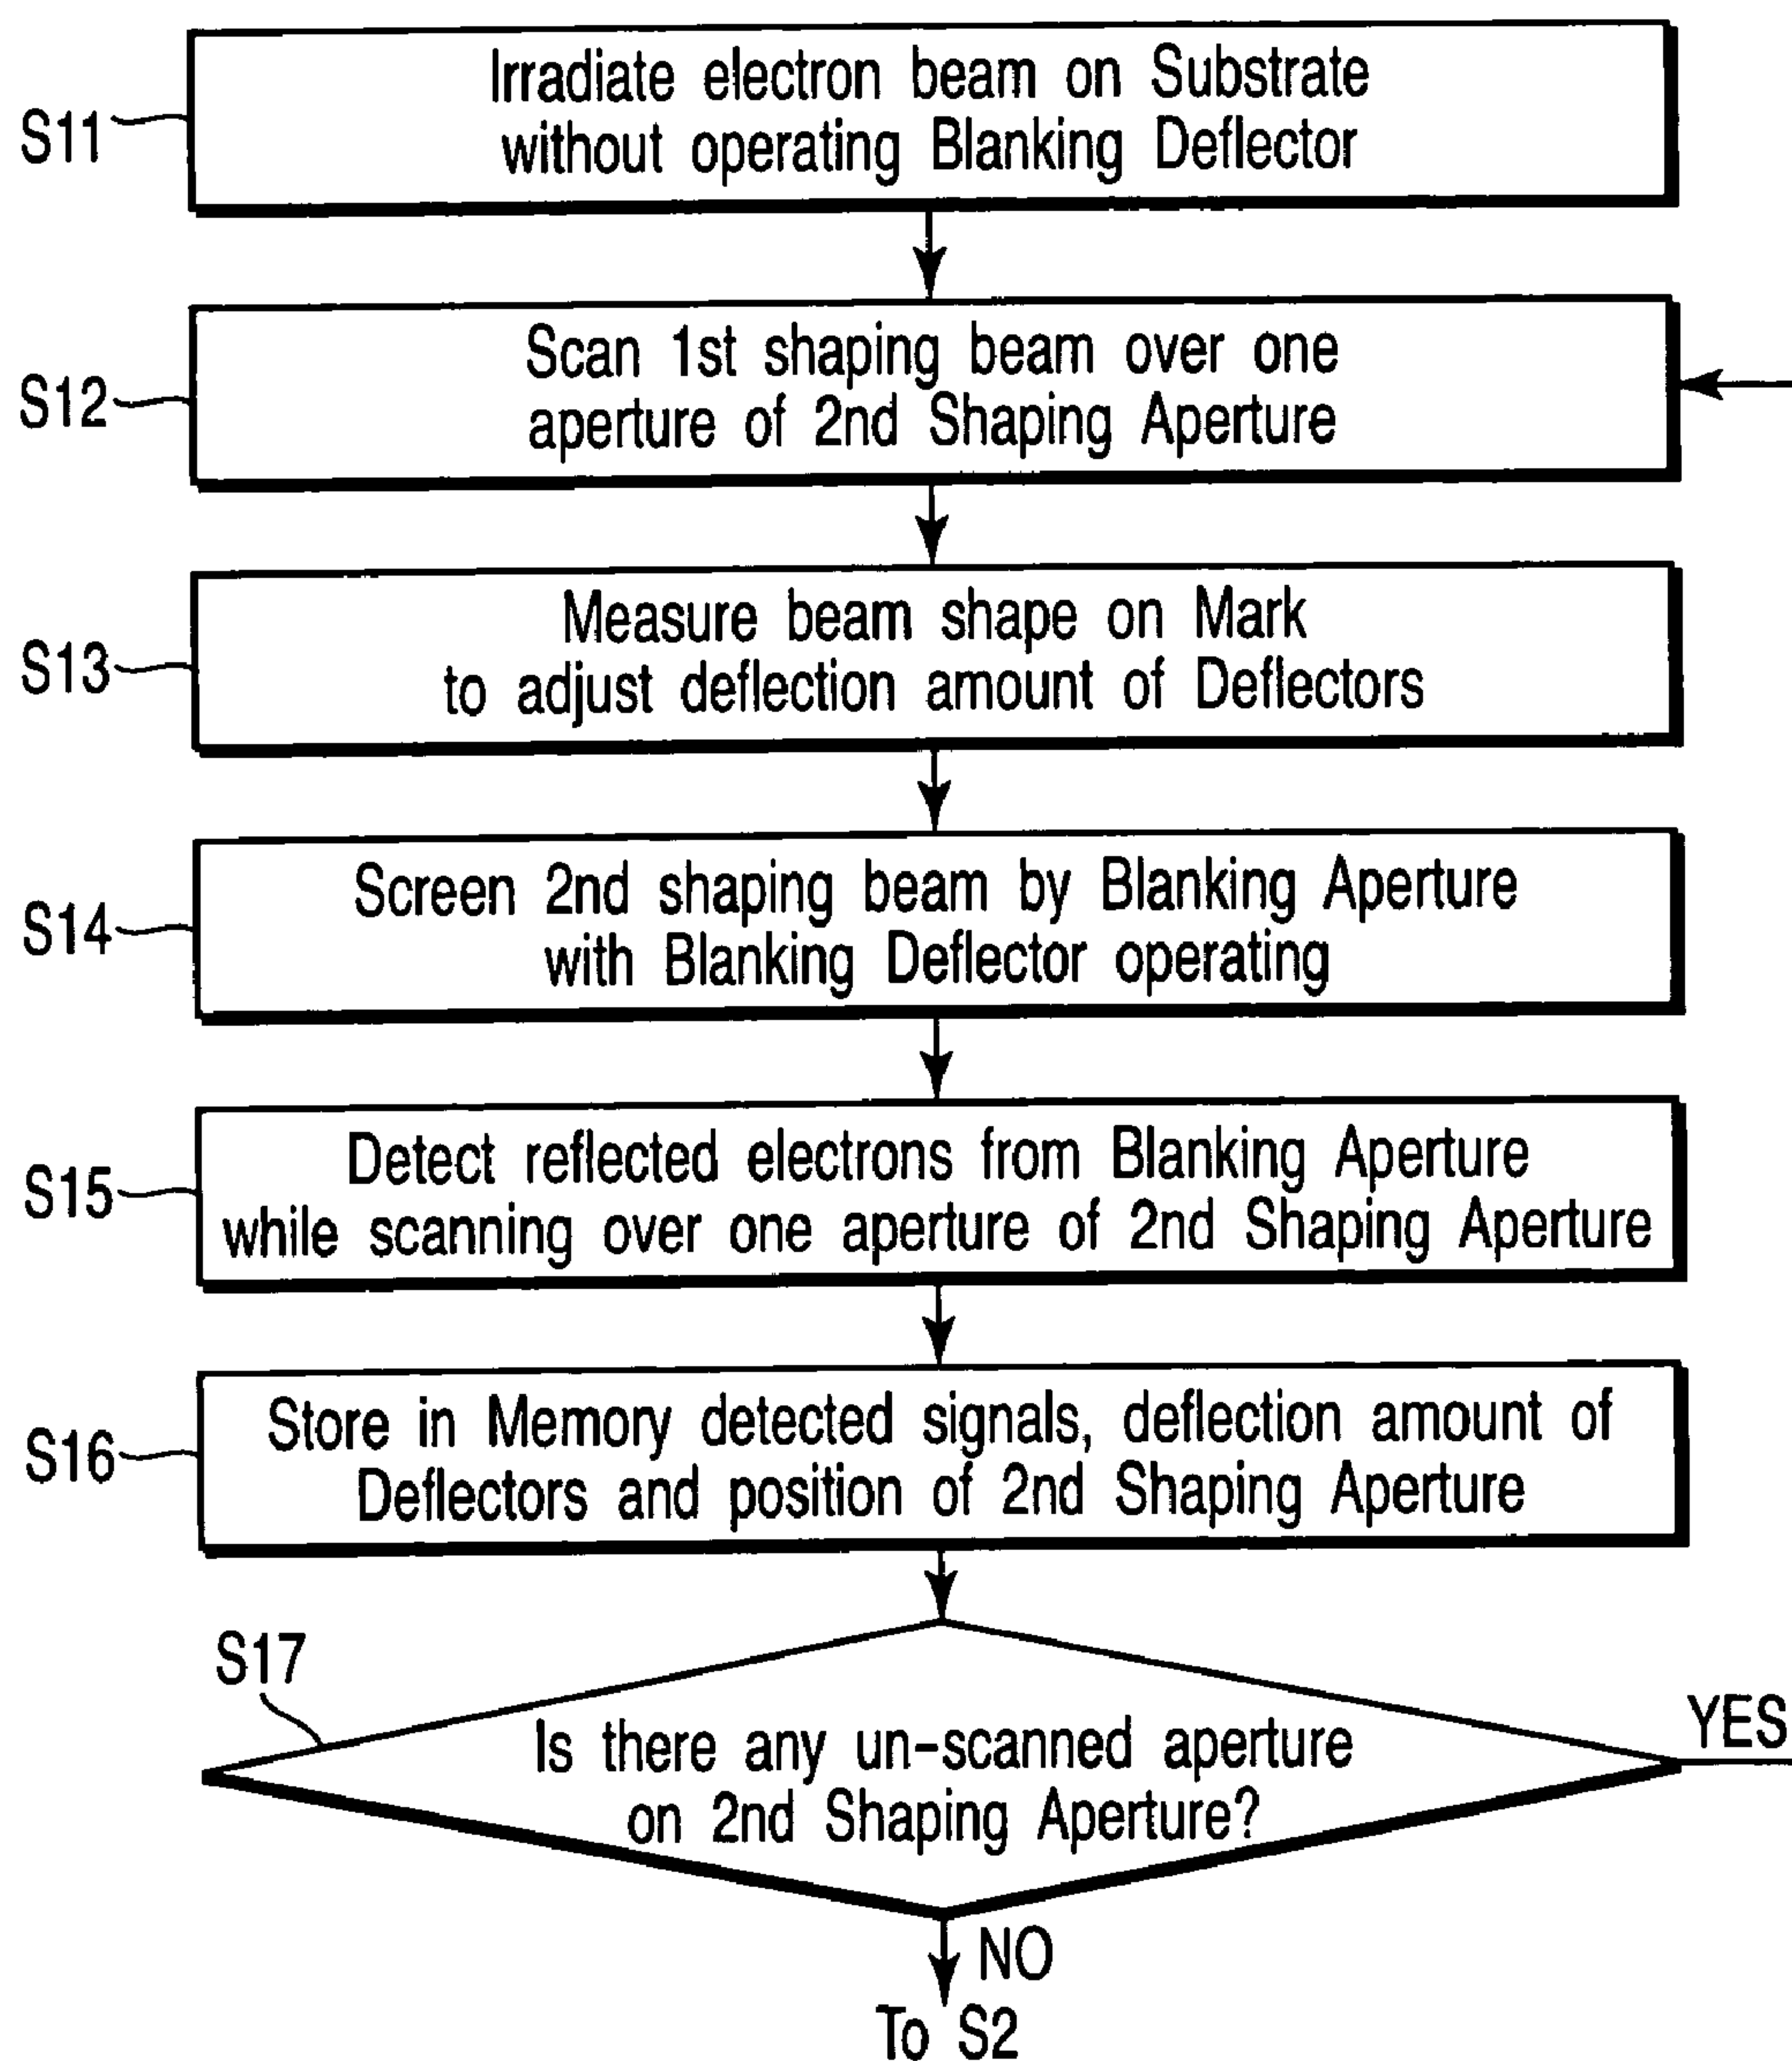 S11
Irradiate electron beam on Substrate
without operating Blanking Deflector
S12
Scan 1st shaping beam over one
aperture of 2nd Shaping Aperture
S13
Measure beam shape on Mark
to adjust deflection amount of Deflectors
S14
Screen 2nd shaping beam by Blanking Aperture
with Blanking Deflector operating
S15
Detect reflected electrons from Blanking Aperture
while scanning over one aperture of 2nd Shaping Aperture
S16
Store in Memory detected signals, deflection amount of
Deflectors and position of 2nd Shaping Aperture
S17
Is there any un-scanned aperture
on 2nd Shaping Aperture?
YES
NO
To S2